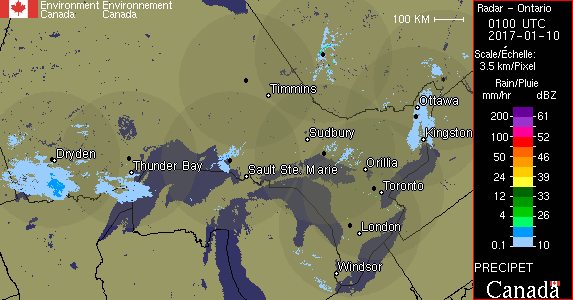 Environment Environnement
Canada Canada
100 KM
Radar - Ontario
0100 UTC
2017-01-10
Scale/Échelle:
3.5 km/Pixel
Rain/Pluie
mm/hr dBZ
200 61
100 52
50 46
24 39
12 33
4 26
0.1 10
PRECIPET
Canada
Timmins
Ottawa
Sudbury
Kingston
Dryden
Thunder Bay
Sault Ste. Marie
Orillia
Toronto
London
Windsor